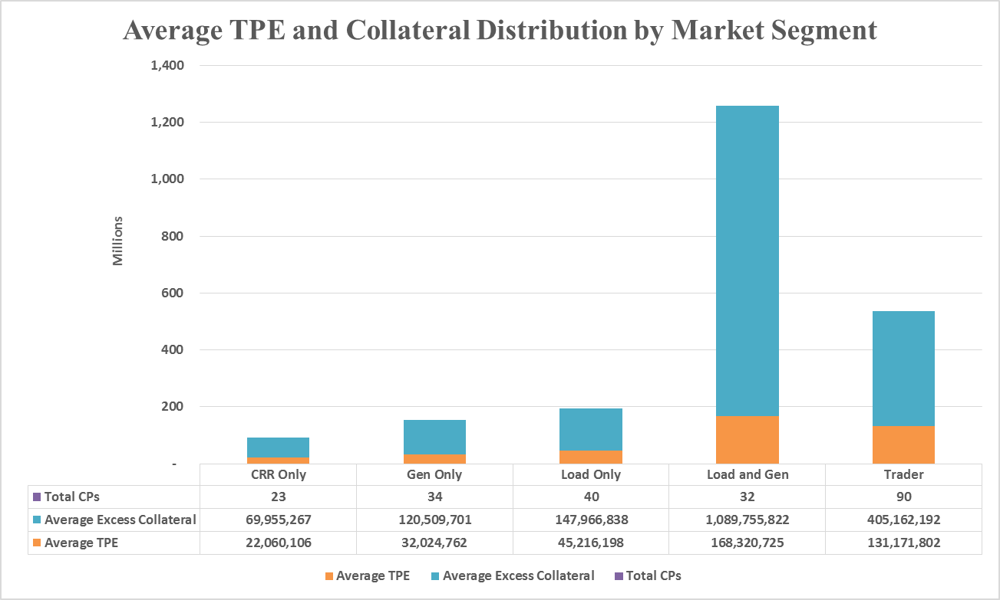 Average TPE and Collateral Distribution by Market Segment
1,400
1,200
1,000
800
600
400
200
-
Millions
CRR Only Gen Only Load Only Load and Gen Trader
Total CPs 23 34 40 32 90
Average Excess Collateral 69,955,267 120,509,701 147,966,838 1,089,755,822 405,162,192
Average TPE 22,060,106 32,024,762 45,216,198 168,320,725 131,171,802
Average TPE Average Excess Collateral Total CPs